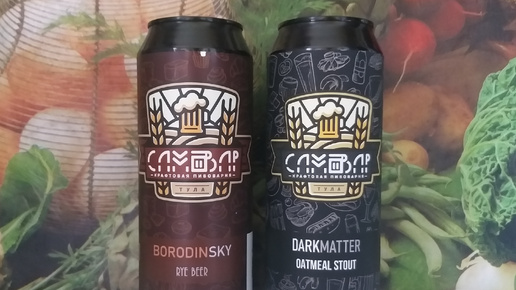 САМОВАР
КРАФТОВАЯ ПИВОВАРНЯ
ТУЛА
BORODINSKY
RYE BEER
САМОВАР
КРАФТОВАЯ ПИВОВАРНЯ
ТУЛА
DARKMATTER
OATMEAL STOUT